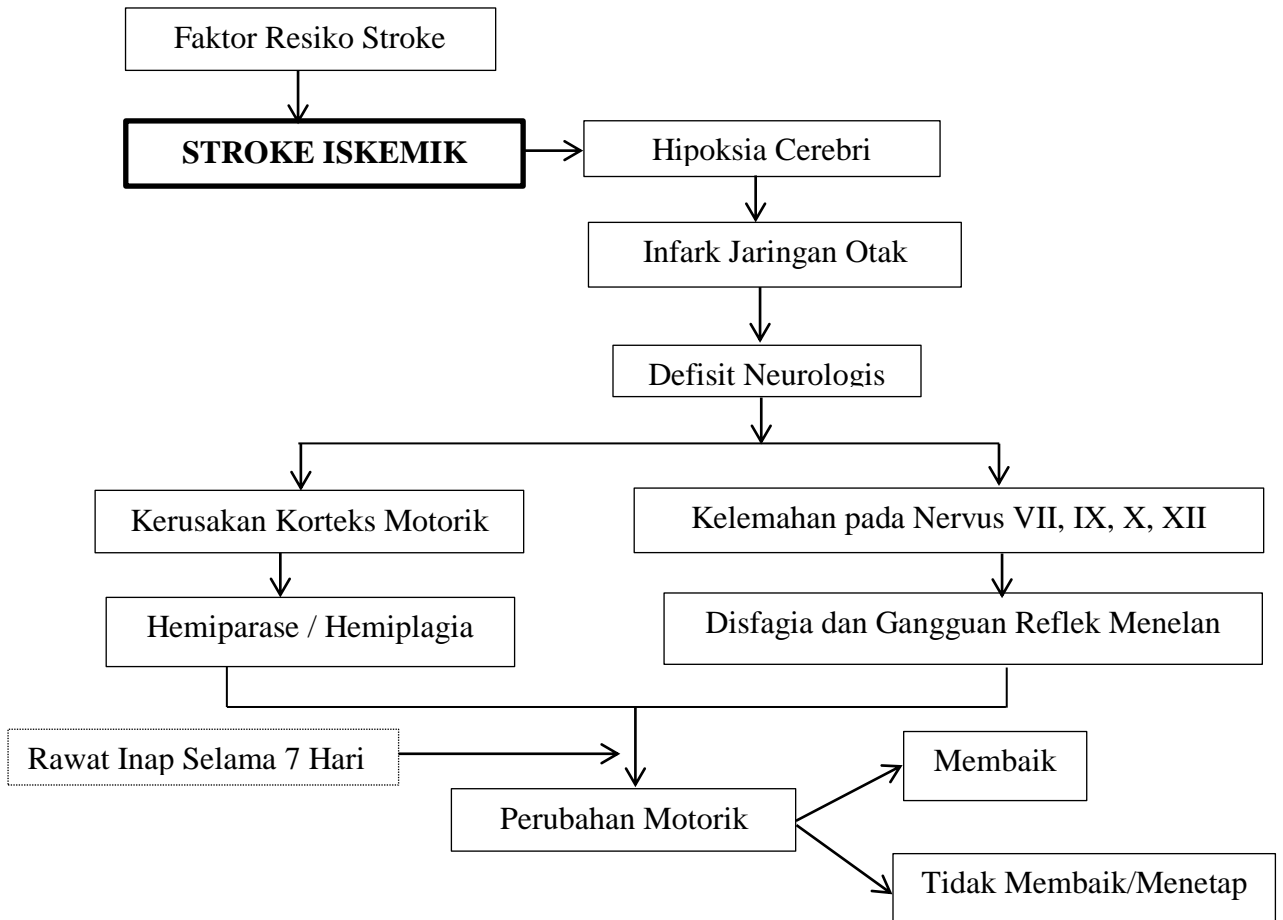 Faktor Resiko Stroke
STROKE ISKEMIK
Hipoksia Cerebri
Infark Jaringan Otak
Defisit Neurologis
Kerusakan Korteks Motorik
Kelemahan pada Nervus VII, IX, X, XII
Hemiparase / Hemiplagia
Disfagia dan Gangguan Reflek Menelan
Rawat Inap Selama 7 Hari
Membaik
Perubahan Motorik
Tidak Membaik/Menetap